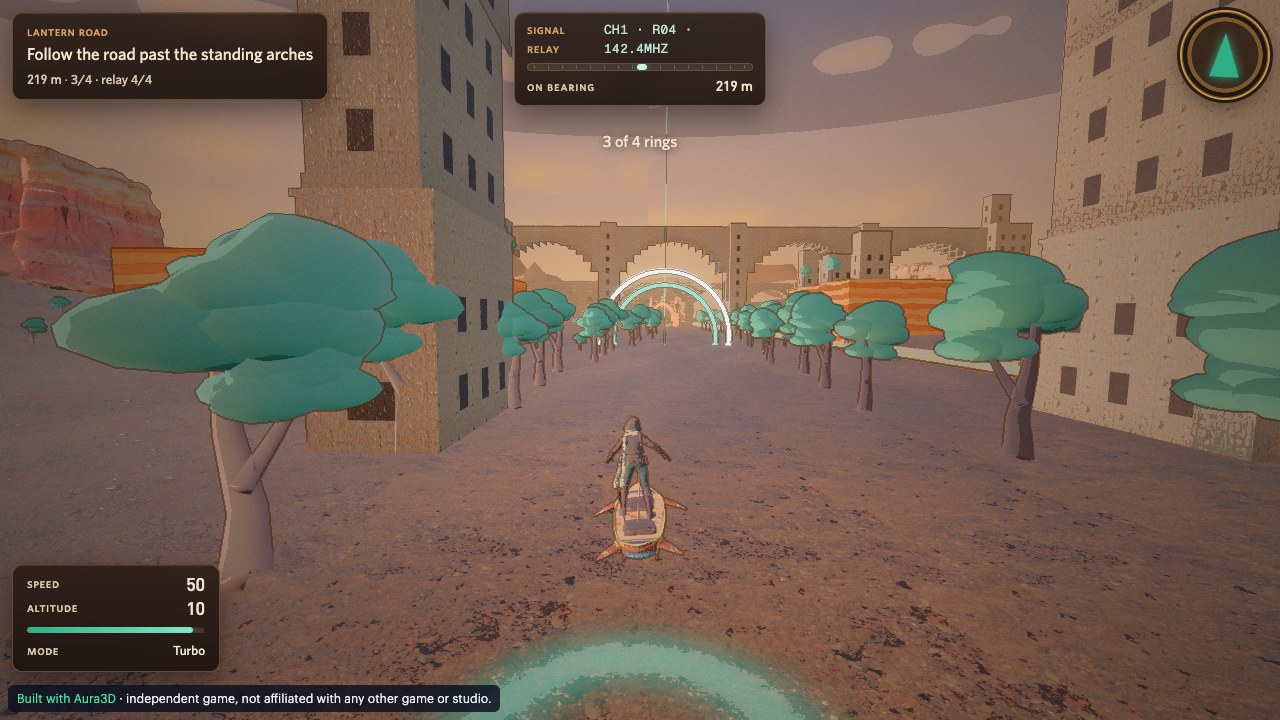 LANTERN ROAD
Follow the road past the standing arches
219 m · 3/4 · relay 4/4
SIGNAL RELAY
CH1 · R04 · 142.4MHZ
ON BEARING 219 m
3 of 4 rings
SPEED 50
ALTITUDE 10
MODE Turbo
Built with Aura3D · independent game, not affiliated with any other game or studio.